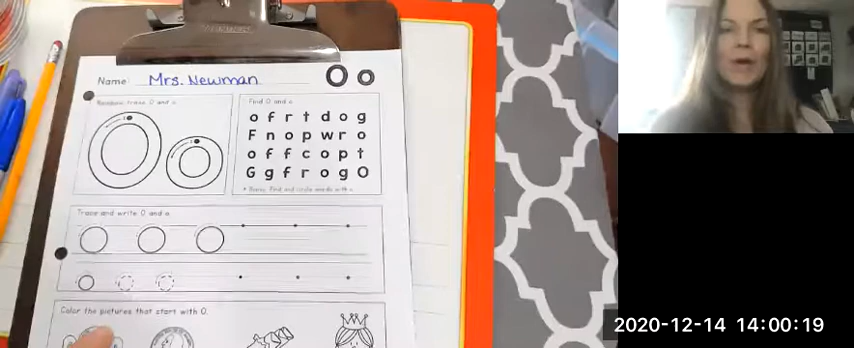 Name: Mrs. Newman O o
Rainbow trace O and o.
Find O and o.
o f r t d o g
F n o p w r o
o f f c o p t
G g f r o g O
Trace and write O and o
Color the pictures that start with O.
2020-12-14 14:00:19